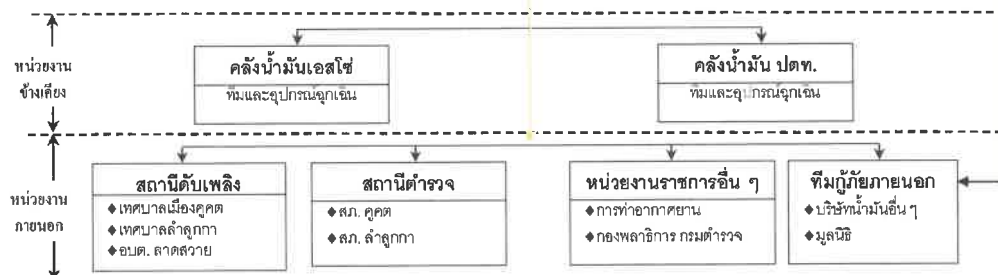 หน่วยงาน
ข้างเคียง
คลังน้ำมันเอสโซ่
ทีมและอุปกรณ์ฉุกเฉิน
คลังน้ำมัน ปตท.
ทีมและอุปกรณ์ฉุกเฉิน
หน่วยงาน
ภายนอก
สถานีดับเพลิง
♦เทศบาลเมืองคูคต
♦เทศบาลลำลูกกา
♦อบต. ลาดสวาย
สถานีตำรวจ
♦สภ. คูคต
♦สภ. ลำลูกกา
หน่วยงานราชการอื่น ๆ
♦การท่าอากาศยาน
♦กองพลาธิการ กรมตำรวจ
ทีมกู้ภัยภายนอก
♦บริษัทน้ำมันอื่น ๆ
♦มูลนิธิ